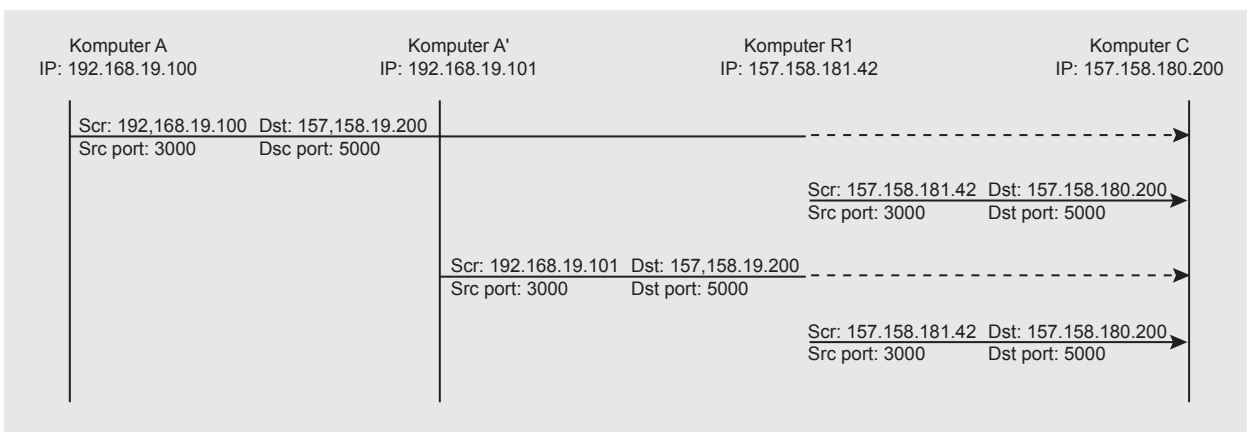 Komputer A
IP: 192.168.19.100
Komputer A'
IP: 192.168.19.101
Komputer R1
IP: 157.158.181.42
Komputer C
IP: 157.158.180.200
Scr: 192,168.19.100 Dst: 157,158.19.200
Src port: 3000 Dsc port: 5000
Scr: 157.158.181.42 Dst: 157.158.180.200
Src port: 3000 Dst port: 5000
Scr: 192.168.19.101 Dst: 157,158.19.200
Src port: 3000 Dst port: 5000
Scr: 157.158.181.42 Dst: 157.158.180.200
Src port: 3000 Dst port: 5000